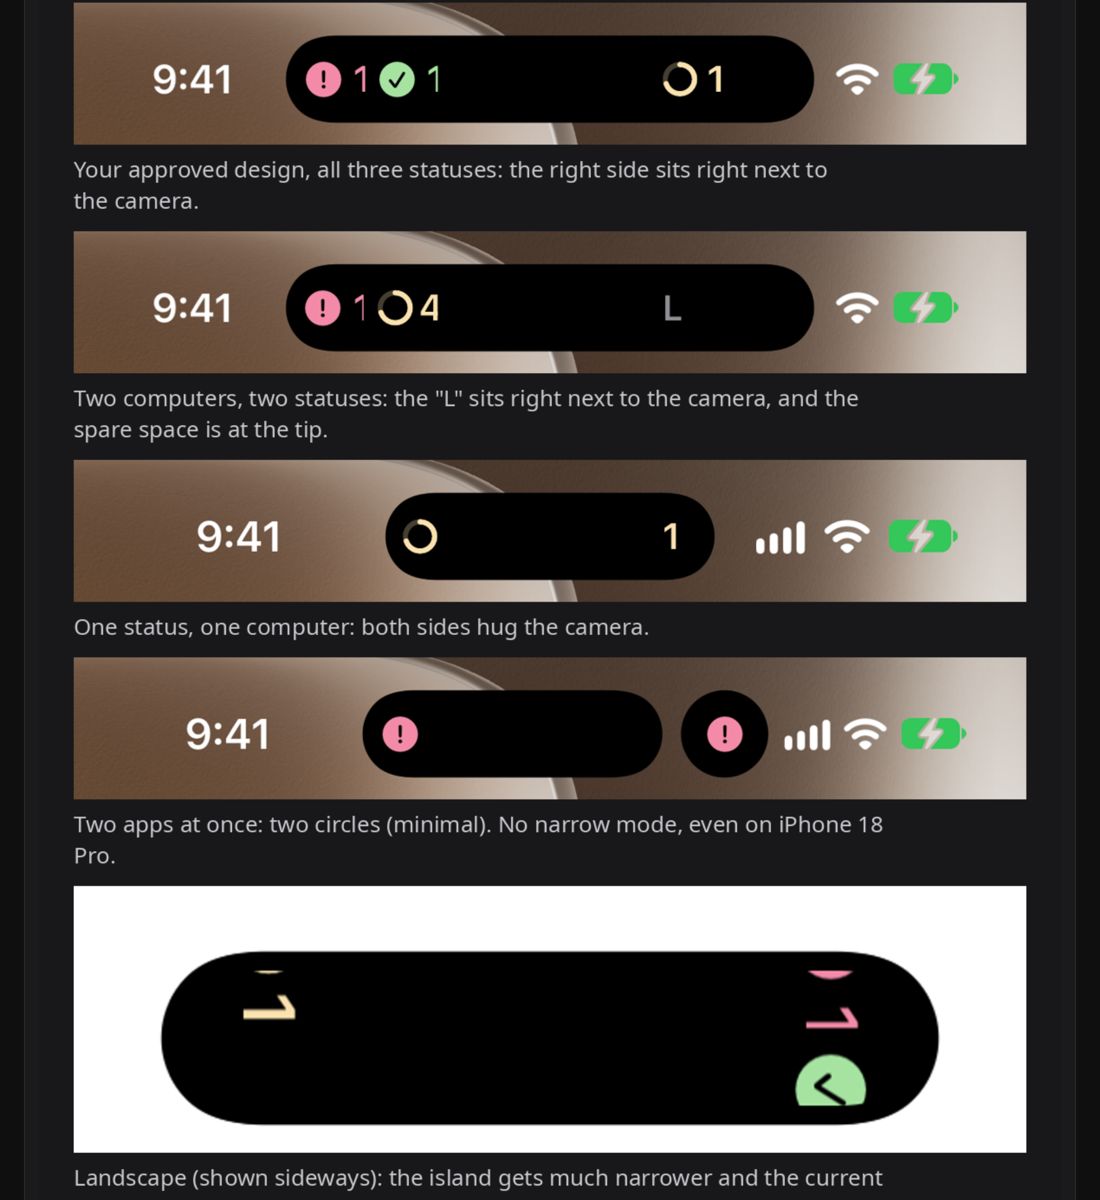 9:41 1 1 1
Your approved design, all three statuses: the right side sits right next to
the camera.
9:41 1 4 L
Two computers, two statuses: the "L" sits right next to the camera, and the
spare space is at the tip.
9:41 1
One status, one computer: both sides hug the camera.
9:41 ! !
Two apps at once: two circles (minimal). No narrow mode, even on iPhone 18
Pro.
1 1
Landscape (shown sideways): the island gets much narrower and the current